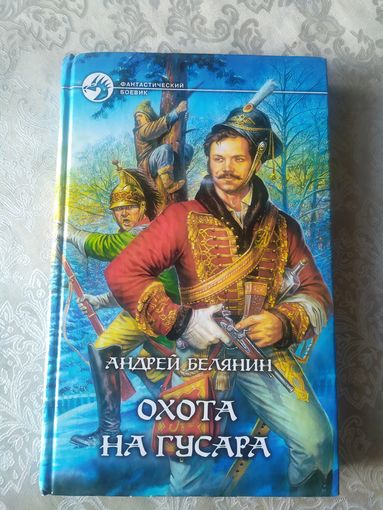 ФАНТАСТИЧЕСКИЙ
БОЕВИК
АНДРЕЙ БЕЛЯНИН
ОХОТА
НА ГУСАРА